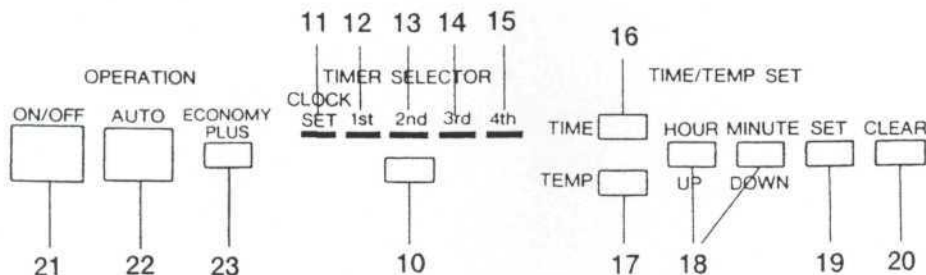 11 12 13 14 15 16
OPERATION TIMER SELECTOR TIME/TEMP SET
ON/OFF AUTO ECONOMY PLUS
CLOCK SET 1st 2nd 3rd 4th
TIME HOUR MINUTE SET CLEAR
TEMP UP DOWN
21 22 23 10 17 18 19 20